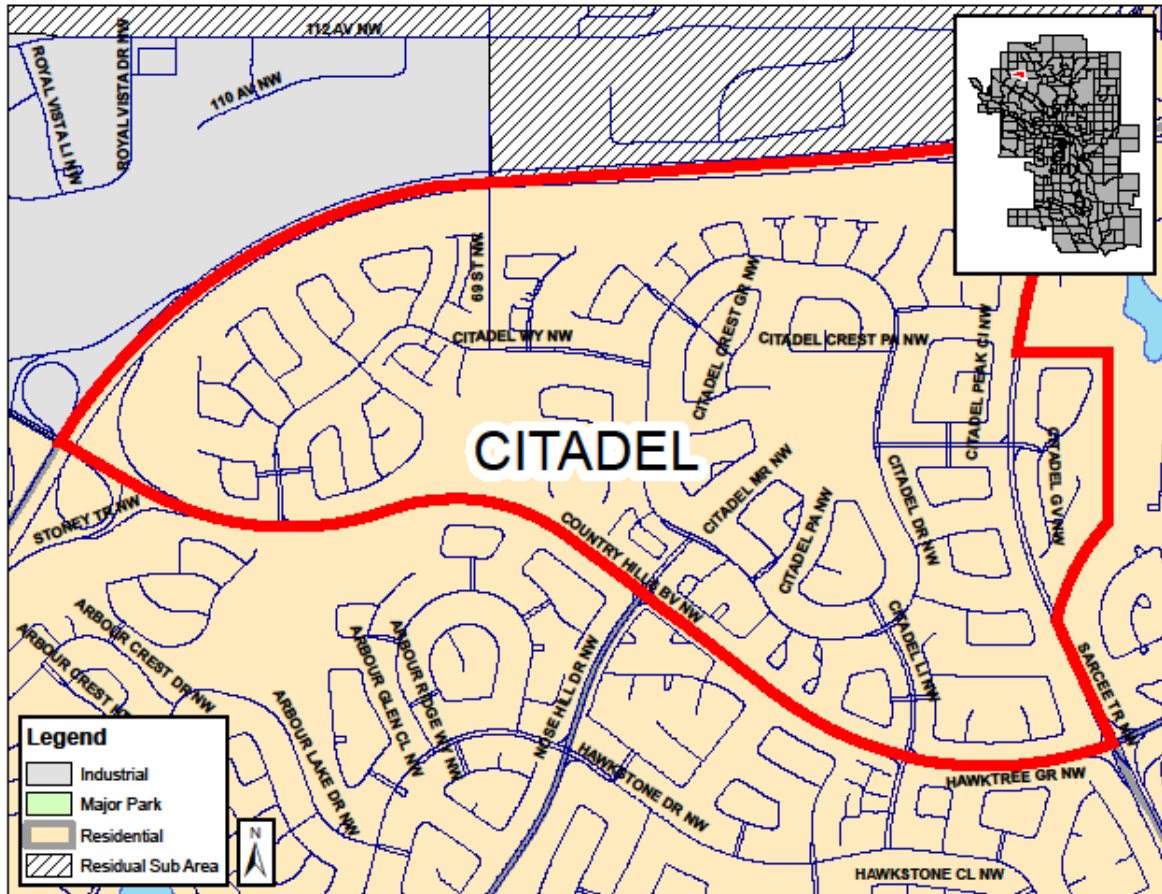 112 AV NW
ROYAL VISTA DR NW
ROYAL VISTA LI NW
110 AV NW
69 ST NW
CITADEL WY NW
CITADEL CREST GR NW
CITADEL CREST PA NW
CITADEL PEAK CI NW
CITADEL
CITADEL GV NW
CITADEL MR NW
CITADEL PA NW
CITADEL DR NW
STONEY TR NW
COUNTRY HILLS BV NW
CITADEL LI NW
SARCEE TR NW
ARBOUR CREST DR NW
ARBOUR CREST
ARBOUR RIDGE WY NW
ARBOUR GLEN CL NW
ARBOUR LAKE DR NW
NOSE HILL DR NW
HAWKSTONE DR NW
HAWKTREE GR NW
HAWKSTONE CL NW
Legend
Industrial
Major Park
Residential
Residual Sub Area
N